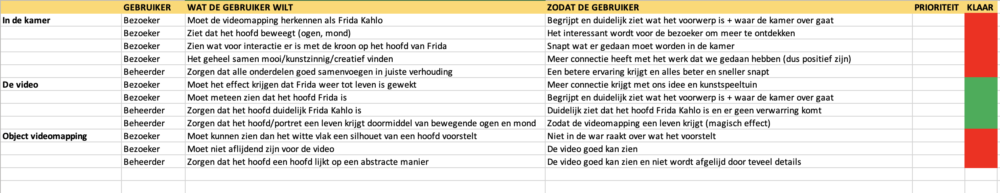 GEBRUIKER WAT DE GEBRUIKER WILT ZODAT DE GEBRUIKER PRIORITEIT KLAAR
In de kamer Bezoeker Moet de videomapping herkennen als Frida Kahlo Begrijpt en duidelijk ziet wat het voorwerp is + waar de kamer over gaat
Bezoeker Ziet dat het hoofd beweegt (ogen, mond) Het interessant wordt voor de bezoeker om meer te ontdekken
Bezoeker Zien wat voor interactie er is met de kroon op het hoofd van Frida Snapt wat er gedaan moet worden in de kamer
Bezoeker Het geheel samen mooi/kunstzinnig/creatief vinden Meer connectie heeft met het werk dat we gedaan hebben (dus positief zijn)
Beheerder Zorgen dat alle onderdelen goed samenvoegen in juiste verhouding Een betere ervaring krijgt en alles beter en sneller snapt
De video Bezoeker Moet het effect krijgen dat Frida weer tot leven is gewekt Meer connectie krijgt met ons idee en kunstspeeltuin
Bezoeker Moet meteen zien dat het hoofd Frida is Begrijpt en duidelijk ziet wat het voorwerp is + waar de kamer over gaat
Beheerder Zorgen dat het hoofd duidelijk Frida Kahlo is Duidelijk ziet dat het hoofd Frida Kahlo is en er geen verwarring komt
Beheerder Zorgen dat het hoofd/portret een leven krijgt doormiddel van bewegende ogen en mond Zodat de videomapping een leven krijgt (magisch effect)
Object videomapping Bezoeker Moet kunnen zien dan het witte vlak een silhouet van een hoofd voorstelt Niet in de war raakt over wat het voorstelt
Bezoeker Moet niet aflijdend zijn voor de video De video goed kan zien
Beheerder Zorgen dat het hoofd een hoofd lijkt op een abstracte manier De video goed kan zien en niet wordt afgelijd door teveel details